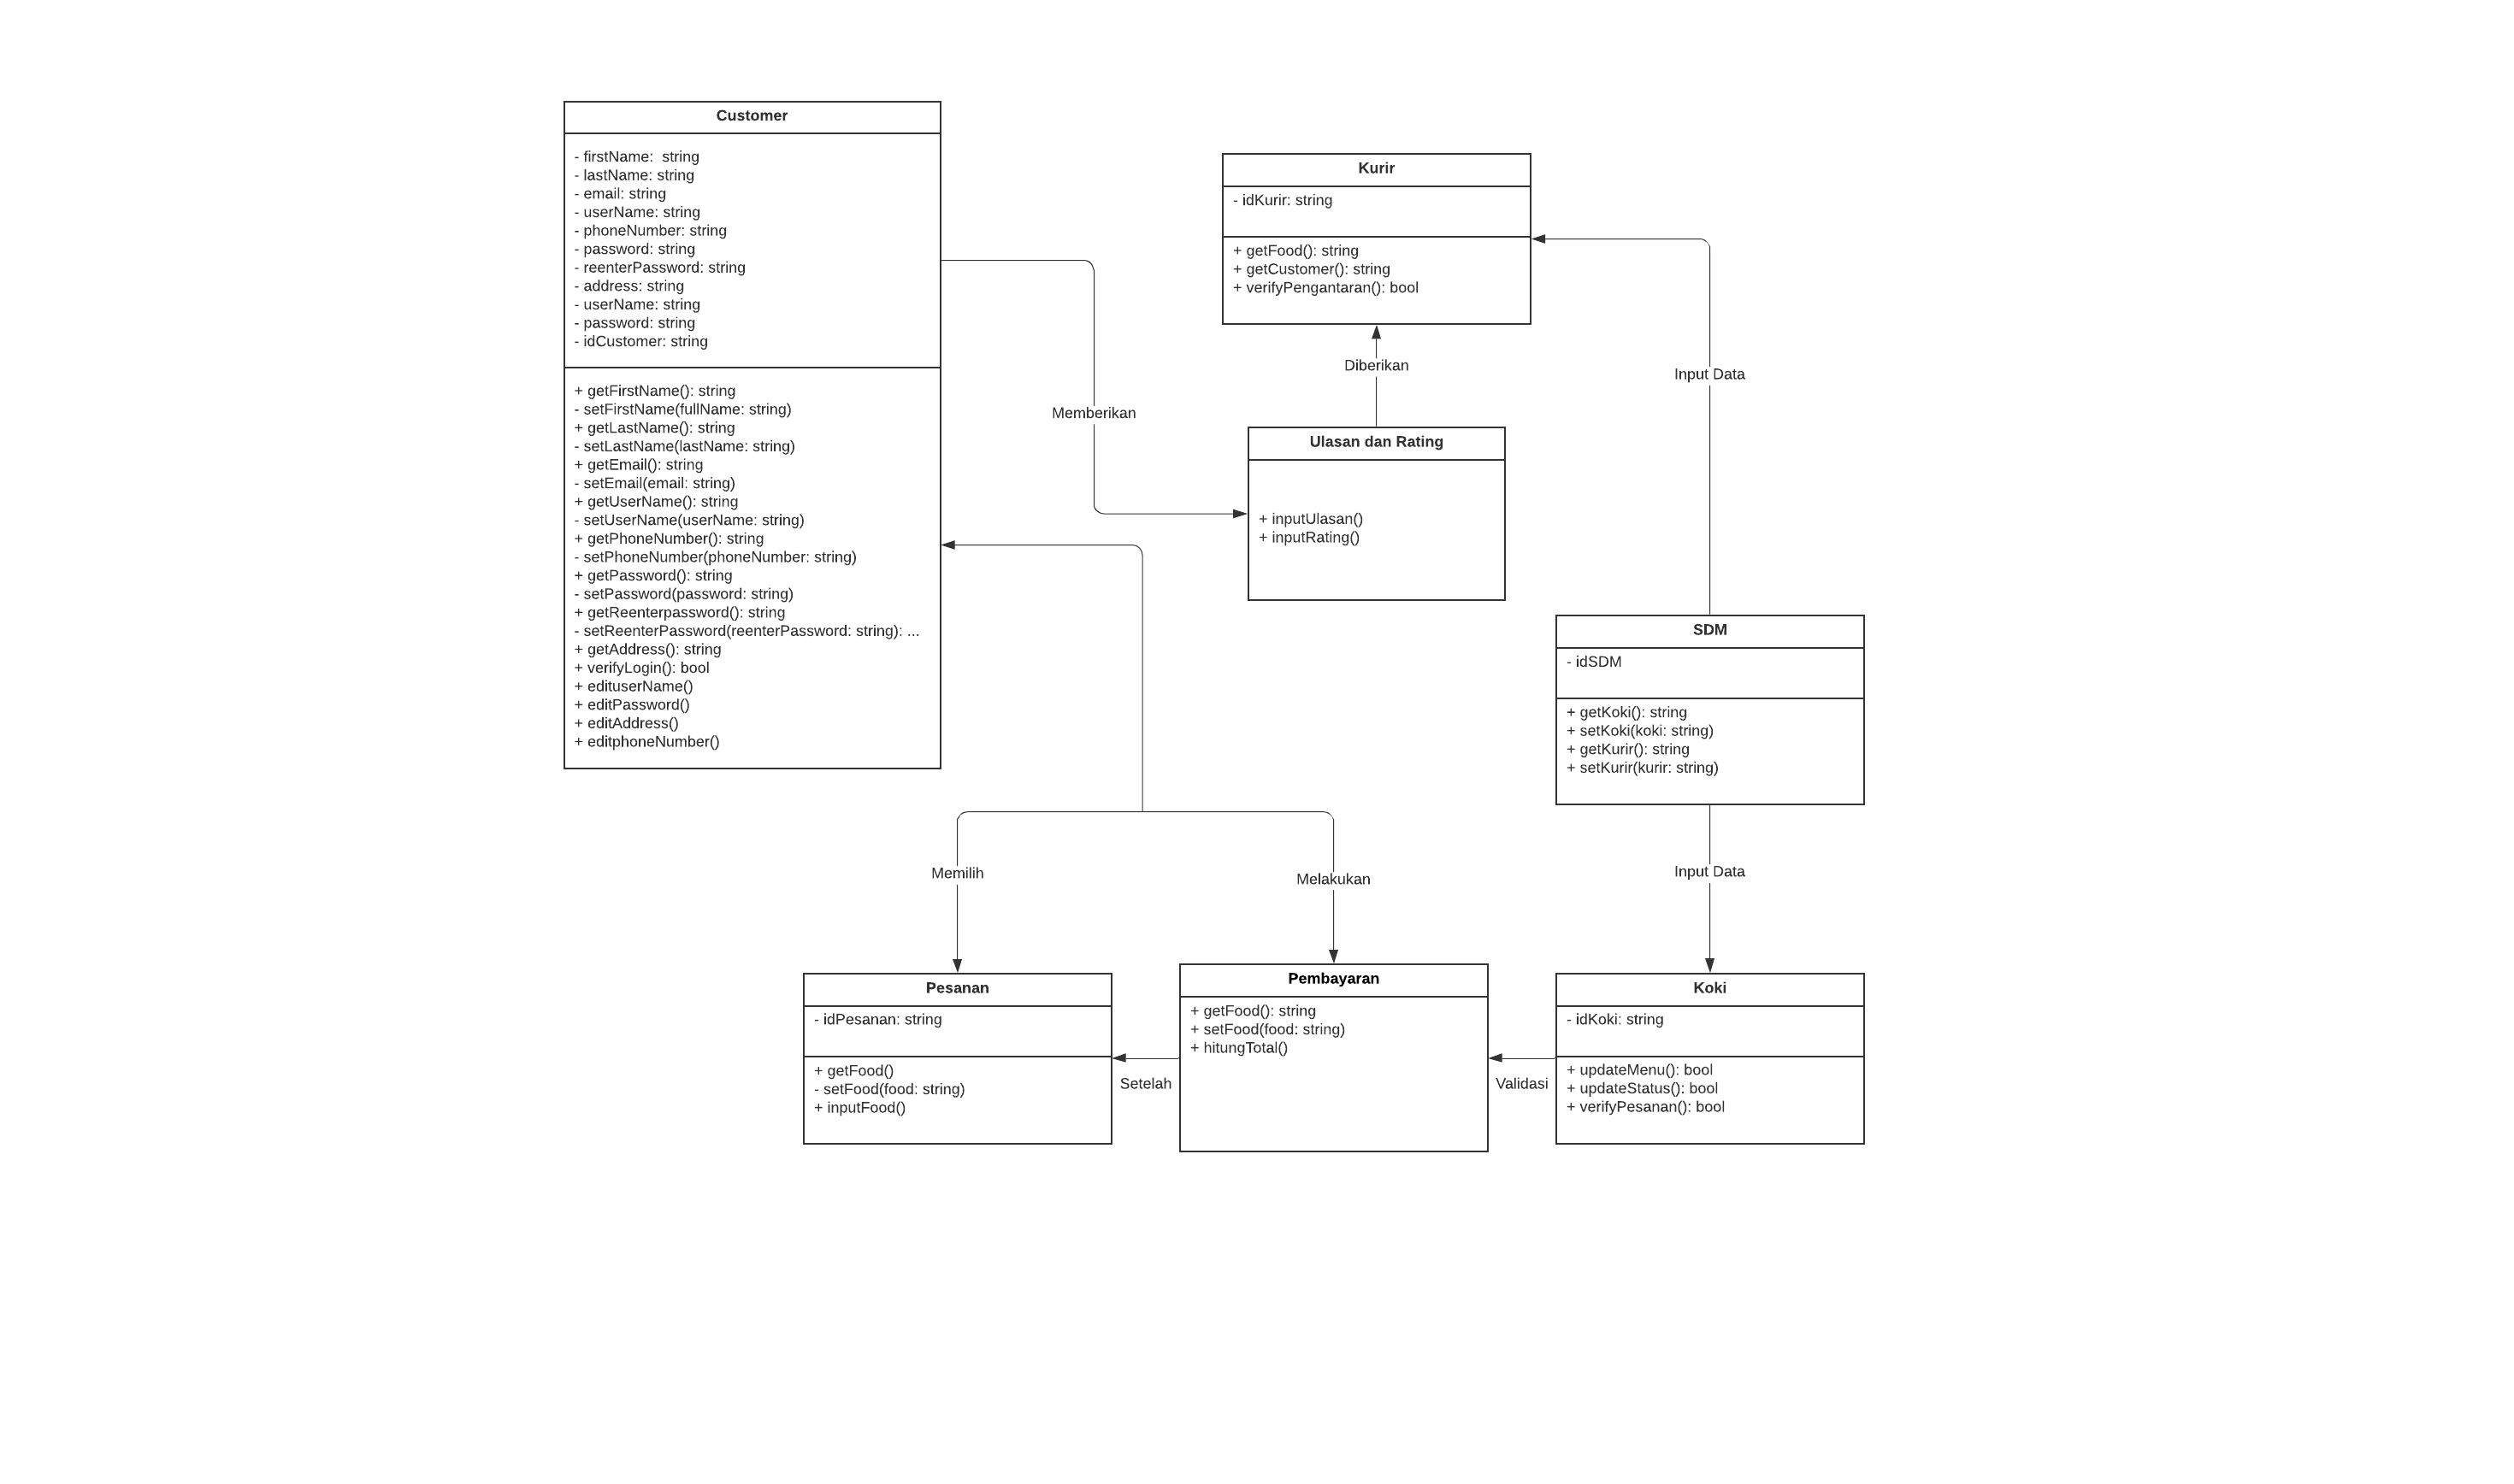 Customer
- firstName:  string
- lastName: string
- email: string
- userName: string
- phoneNumber: string
- password: string
- reenterPassword: string
- address: string
- userName: string
- password: string
- idCustomer: string
+ getFirstName(): string
- setFirstName(fullName: string)
+ getLastName(): string
- setLastName(lastName: string)
+ getEmail(): string
- setEmail(email: string)
+ getUserName(): string
- setUserName(userName: string)
+ getPhoneNumber(): string
- setPhoneNumber(phoneNumber: string)
+ getPassword(): string
- setPassword(password: string)
+ getReenterpassword(): string
- setReenterPassword(reenterPassword: string): ...
+ getAddress(): string
+ verifyLogin(): bool
+ edituserName()
+ editPassword()
+ editAddress()
+ editphoneNumber()
Memberikan
Kurir
- idKurir: string
+ getFood(): string
+ getCustomer(): string
+ verifyPengantaran(): bool
Diberikan
Input Data
Ulasan dan Rating
+ inputUlasan()
+ inputRating()
SDM
- idSDM
+ getKoki(): string
+ setKoki(koki: string)
+ getKurir(): string
+ setKurir(kurir: string)
Memilih
Melakukan
Input Data
Pesanan
- idPesanan: string
+ getFood()
- setFood(food: string)
+ inputFood()
Setelah
Pembayaran
+ getFood(): string
+ setFood(food: string)
+ hitungTotal()
Validasi
Koki
- idKoki: string
+ updateMenu(): bool
+ updateStatus(): bool
+ verifyPesanan(): bool